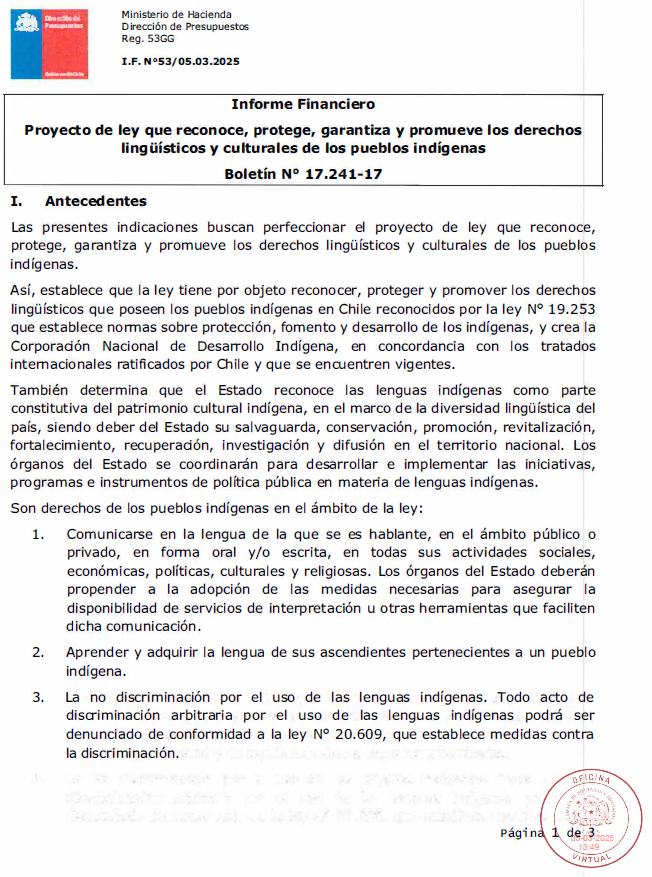 Dirección de
Presupuestos
Gobierno de Chile
Ministerio de Hacienda
Dirección de Presupuestos
Reg. 53GG
I.F. N°53/05.03.2025
Informe Financiero
Proyecto de ley que reconoce, protege, garantiza y promueve los derechos
lingüísticos y culturales de los pueblos indígenas
Boletín N° 17.241-17
I. Antecedentes
Las presentes indicaciones buscan perfeccionar el proyecto de ley que reconoce,
protege, garantiza y promueve los derechos lingüísticos y culturales de los pueblos
indígenas.
Así, establece que la ley tiene por objeto reconocer, proteger y promover los derechos
lingüísticos que poseen los pueblos indígenas en Chile reconocidos por la ley N° 19.253
que establece normas sobre protección, fomento y desarrollo de los indígenas, y crea la
Corporación Nacional de Desarrollo Indígena, en concordancia con los tratados
internacionales ratificados por Chile y que se encuentren vigentes.
También determina que el Estado reconoce las lenguas indígenas como parte
constitutiva del patrimonio cultural indígena, en el marco de la diversidad lingüística del
país, siendo deber del Estado su salvaguarda, conservación, promoción, revitalización,
fortalecimiento, recuperación, investigación y difusión en el territorio nacional. Los
órganos del Estado se coordinarán para desarrollar e implementar las iniciativas,
programas e instrumentos de política pública en materia de lenguas indígenas.
Son derechos de los pueblos indígenas en el ámbito de la ley:
1. Comunicarse en la lengua de la que se es hablante, en el ámbito público o
privado, en forma oral y/o escrita, en todas sus actividades sociales,
económicas, políticas, culturales y religiosas. Los órganos del Estado deberán
propender a la adopción de las medidas necesarias para asegurar la
disponibilidad de servicios de interpretación u otras herramientas que faciliten
dicha comunicación.
2. Aprender y adquirir la lengua de sus ascendientes pertenecientes a un pueblo
indígena.
3. La no discriminación por el uso de las lenguas indígenas. Todo acto de
discriminación arbitraria por el uso de las lenguas indígenas podrá ser
denunciado de conformidad a la ley N° 20.609, que establece medidas contra
la discriminación.
Página 1 de 3
OFICINA
05-03-2025
13:49
VIRTUAL